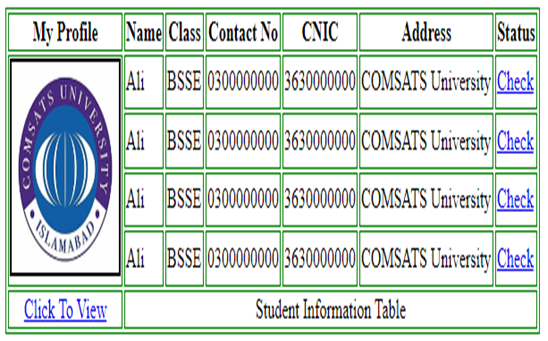 My Profile Name Class Contact No CNIC Address Status
COMSATS UNIVERSITY
ISLAMABAD
Ali BSSE 0300000000 3630000000 COMSATS University Check
Ali BSSE 0300000000 3630000000 COMSATS University Check
Ali BSSE 0300000000 3630000000 COMSATS University Check
Ali BSSE 0300000000 3630000000 COMSATS University Check
Click To View Student Information Table